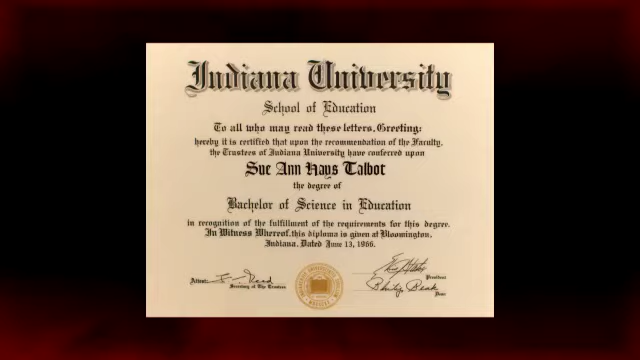 Indiana University
School of Education
To all who may read these letters, Greeting:
hereby it is certified that upon the recommendation of the Faculty,
the Trustees of Indiana University have conferred upon
Sue Ann Hays Talbot
the degree of
Bachelor of Science in Education
in recognition of the fulfillment of the requirements for this degree.
In Witness Whereof, this diploma is given at Bloomington,
Indiana. Dated June 13, 1966.
Attest:
Secretary of The Trustees
President
Dean